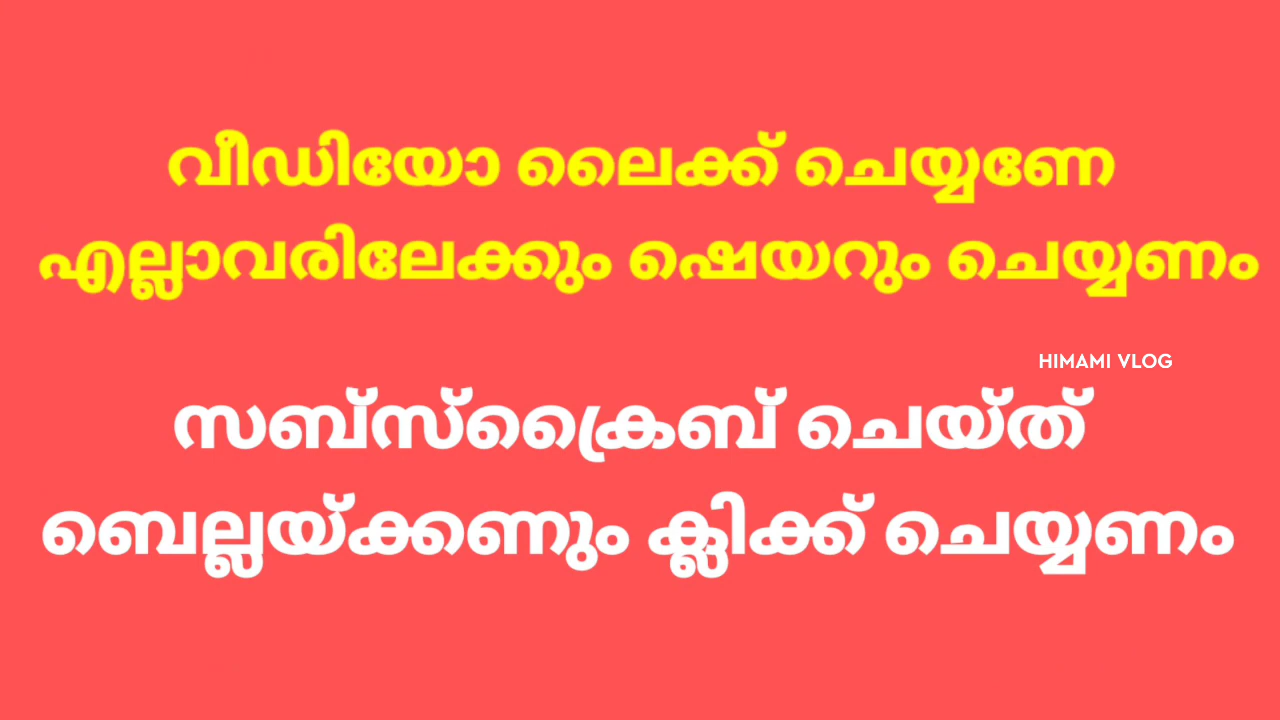 വീഡിയോ ലൈക്ക് ചെയ്യണേ
എല്ലാവരിലേക്കും ഷെയറും ചെയ്യണം
HIMAMI VLOG
സബ്സ്ക്രൈബ് ചെയ്ത്
ബെല്ലയ്ക്കണും ക്ലിക്ക് ചെയ്യണം